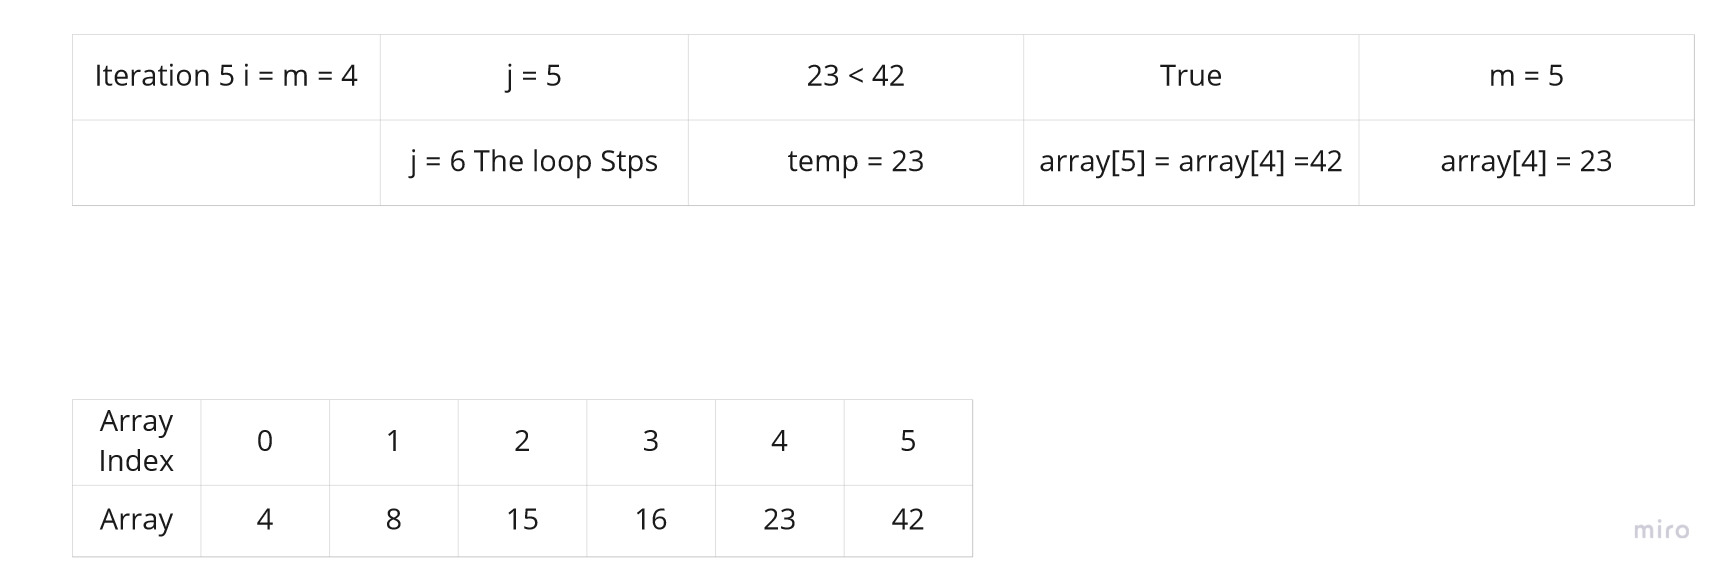 Iteration 5 i = m = 4
j = 5
23 < 42
True
m = 5
j = 6 The loop Stps
temp = 23
array[5] = array[4] =42
array[4] = 23
Array
Index
0
1
2
3
4
5
Array
4
8
15
16
23
42
miro